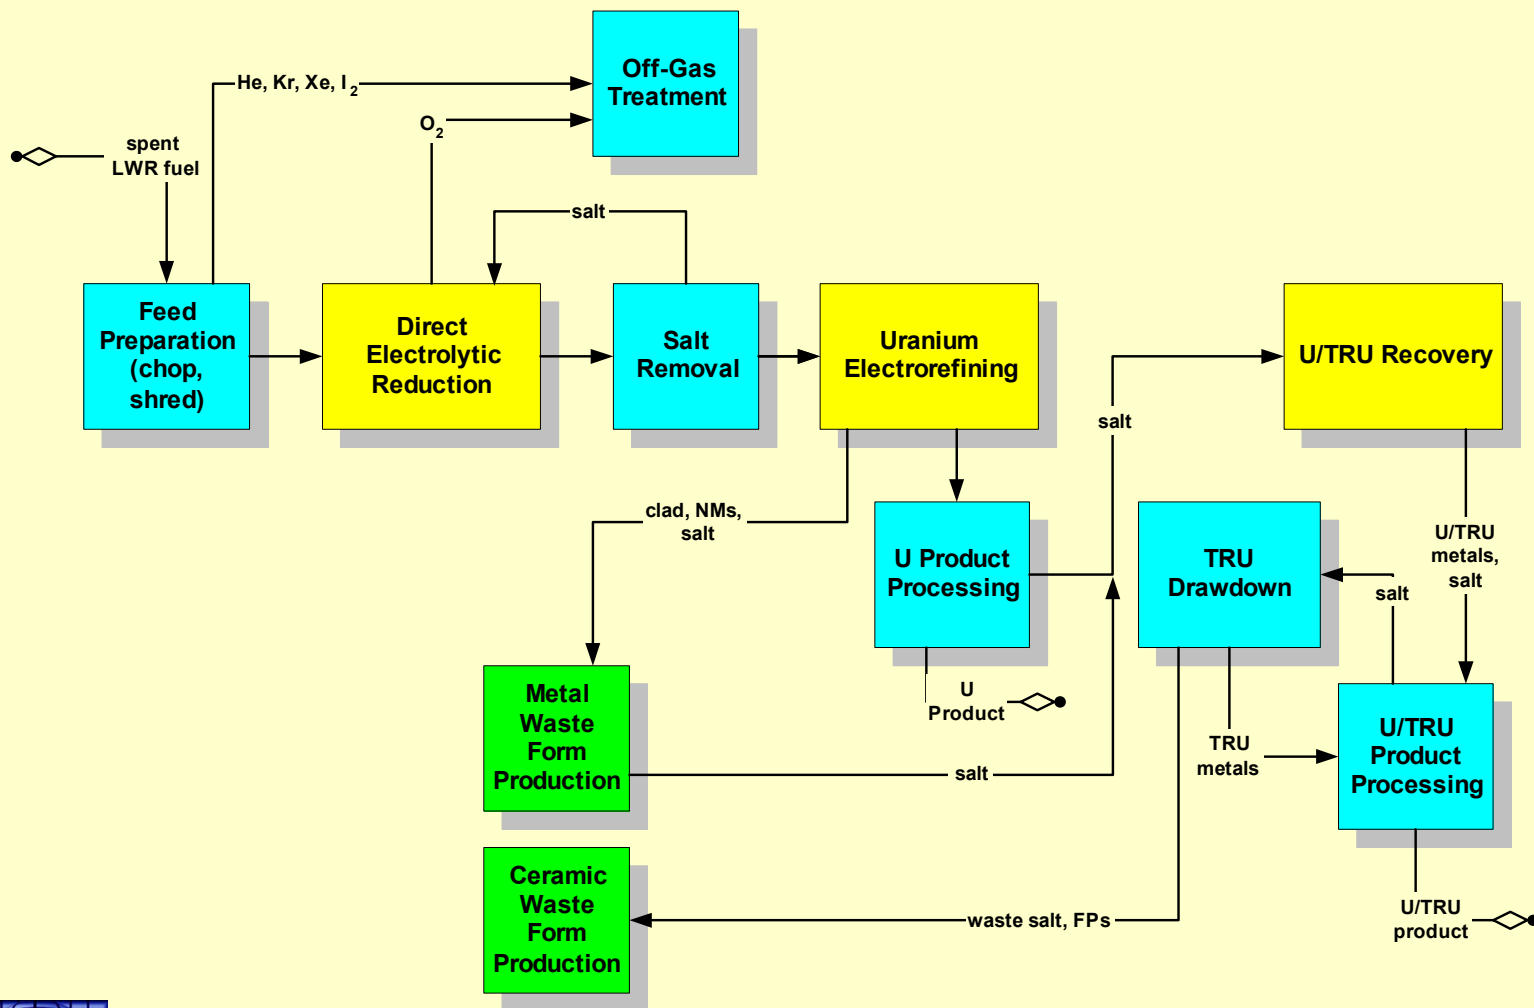 Off-Gas
Treatment
He, Kr, Xe, I2
O2
spent
LWR fuel
salt
Feed
Preparation
(chop,
shred)
Direct
Electrolytic
Reduction
Salt
Removal
Uranium
Electrorefining
U/TRU Recovery
salt
clad, NMs,
salt
U Product
Processing
TRU
Drawdown
U/TRU
metals,
salt
salt
Metal
Waste
Form
Production
U
Product
TRU
metals
U/TRU
Product
Processing
salt
Ceramic
Waste
Form
Production
waste salt, FPs
U/TRU
product